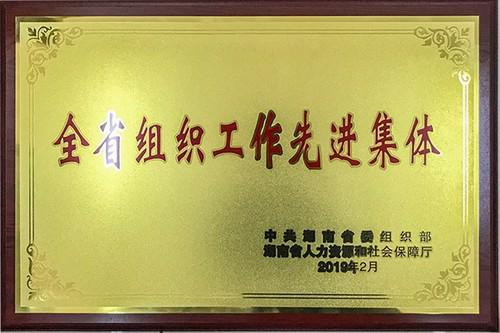 全省组织工作先进集体
中共湖南省委组织部
湖南省人力资源和社会保障厅
2019年2月